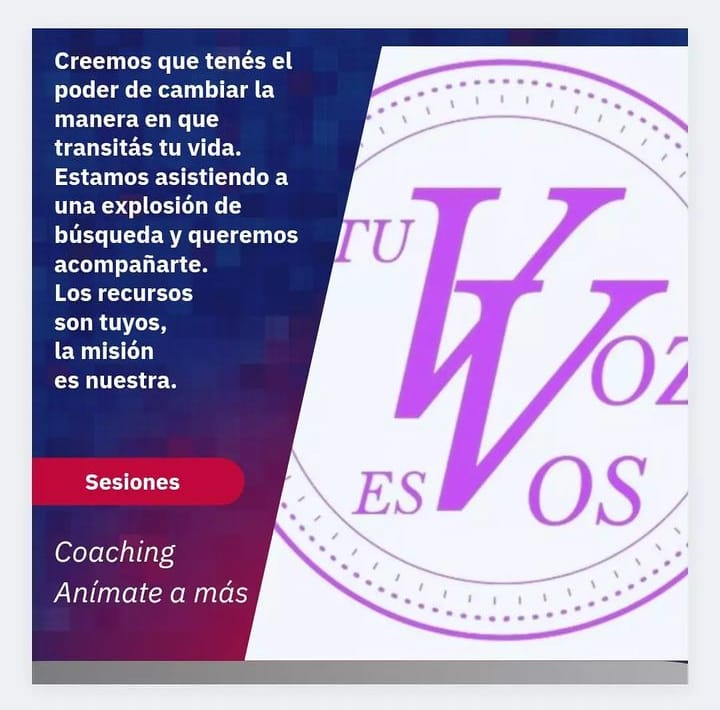 Creemos que tenés el
poder de cambiar la
manera en que
transitás tu vida.
Estamos asistiendo a
una explosión de
búsqueda y queremos
acompañarte.
Los recursos
son tuyos,
la misión
es nuestra.
Sesiones
Coaching
Anímate a más
TU
VOZ
ES VOS